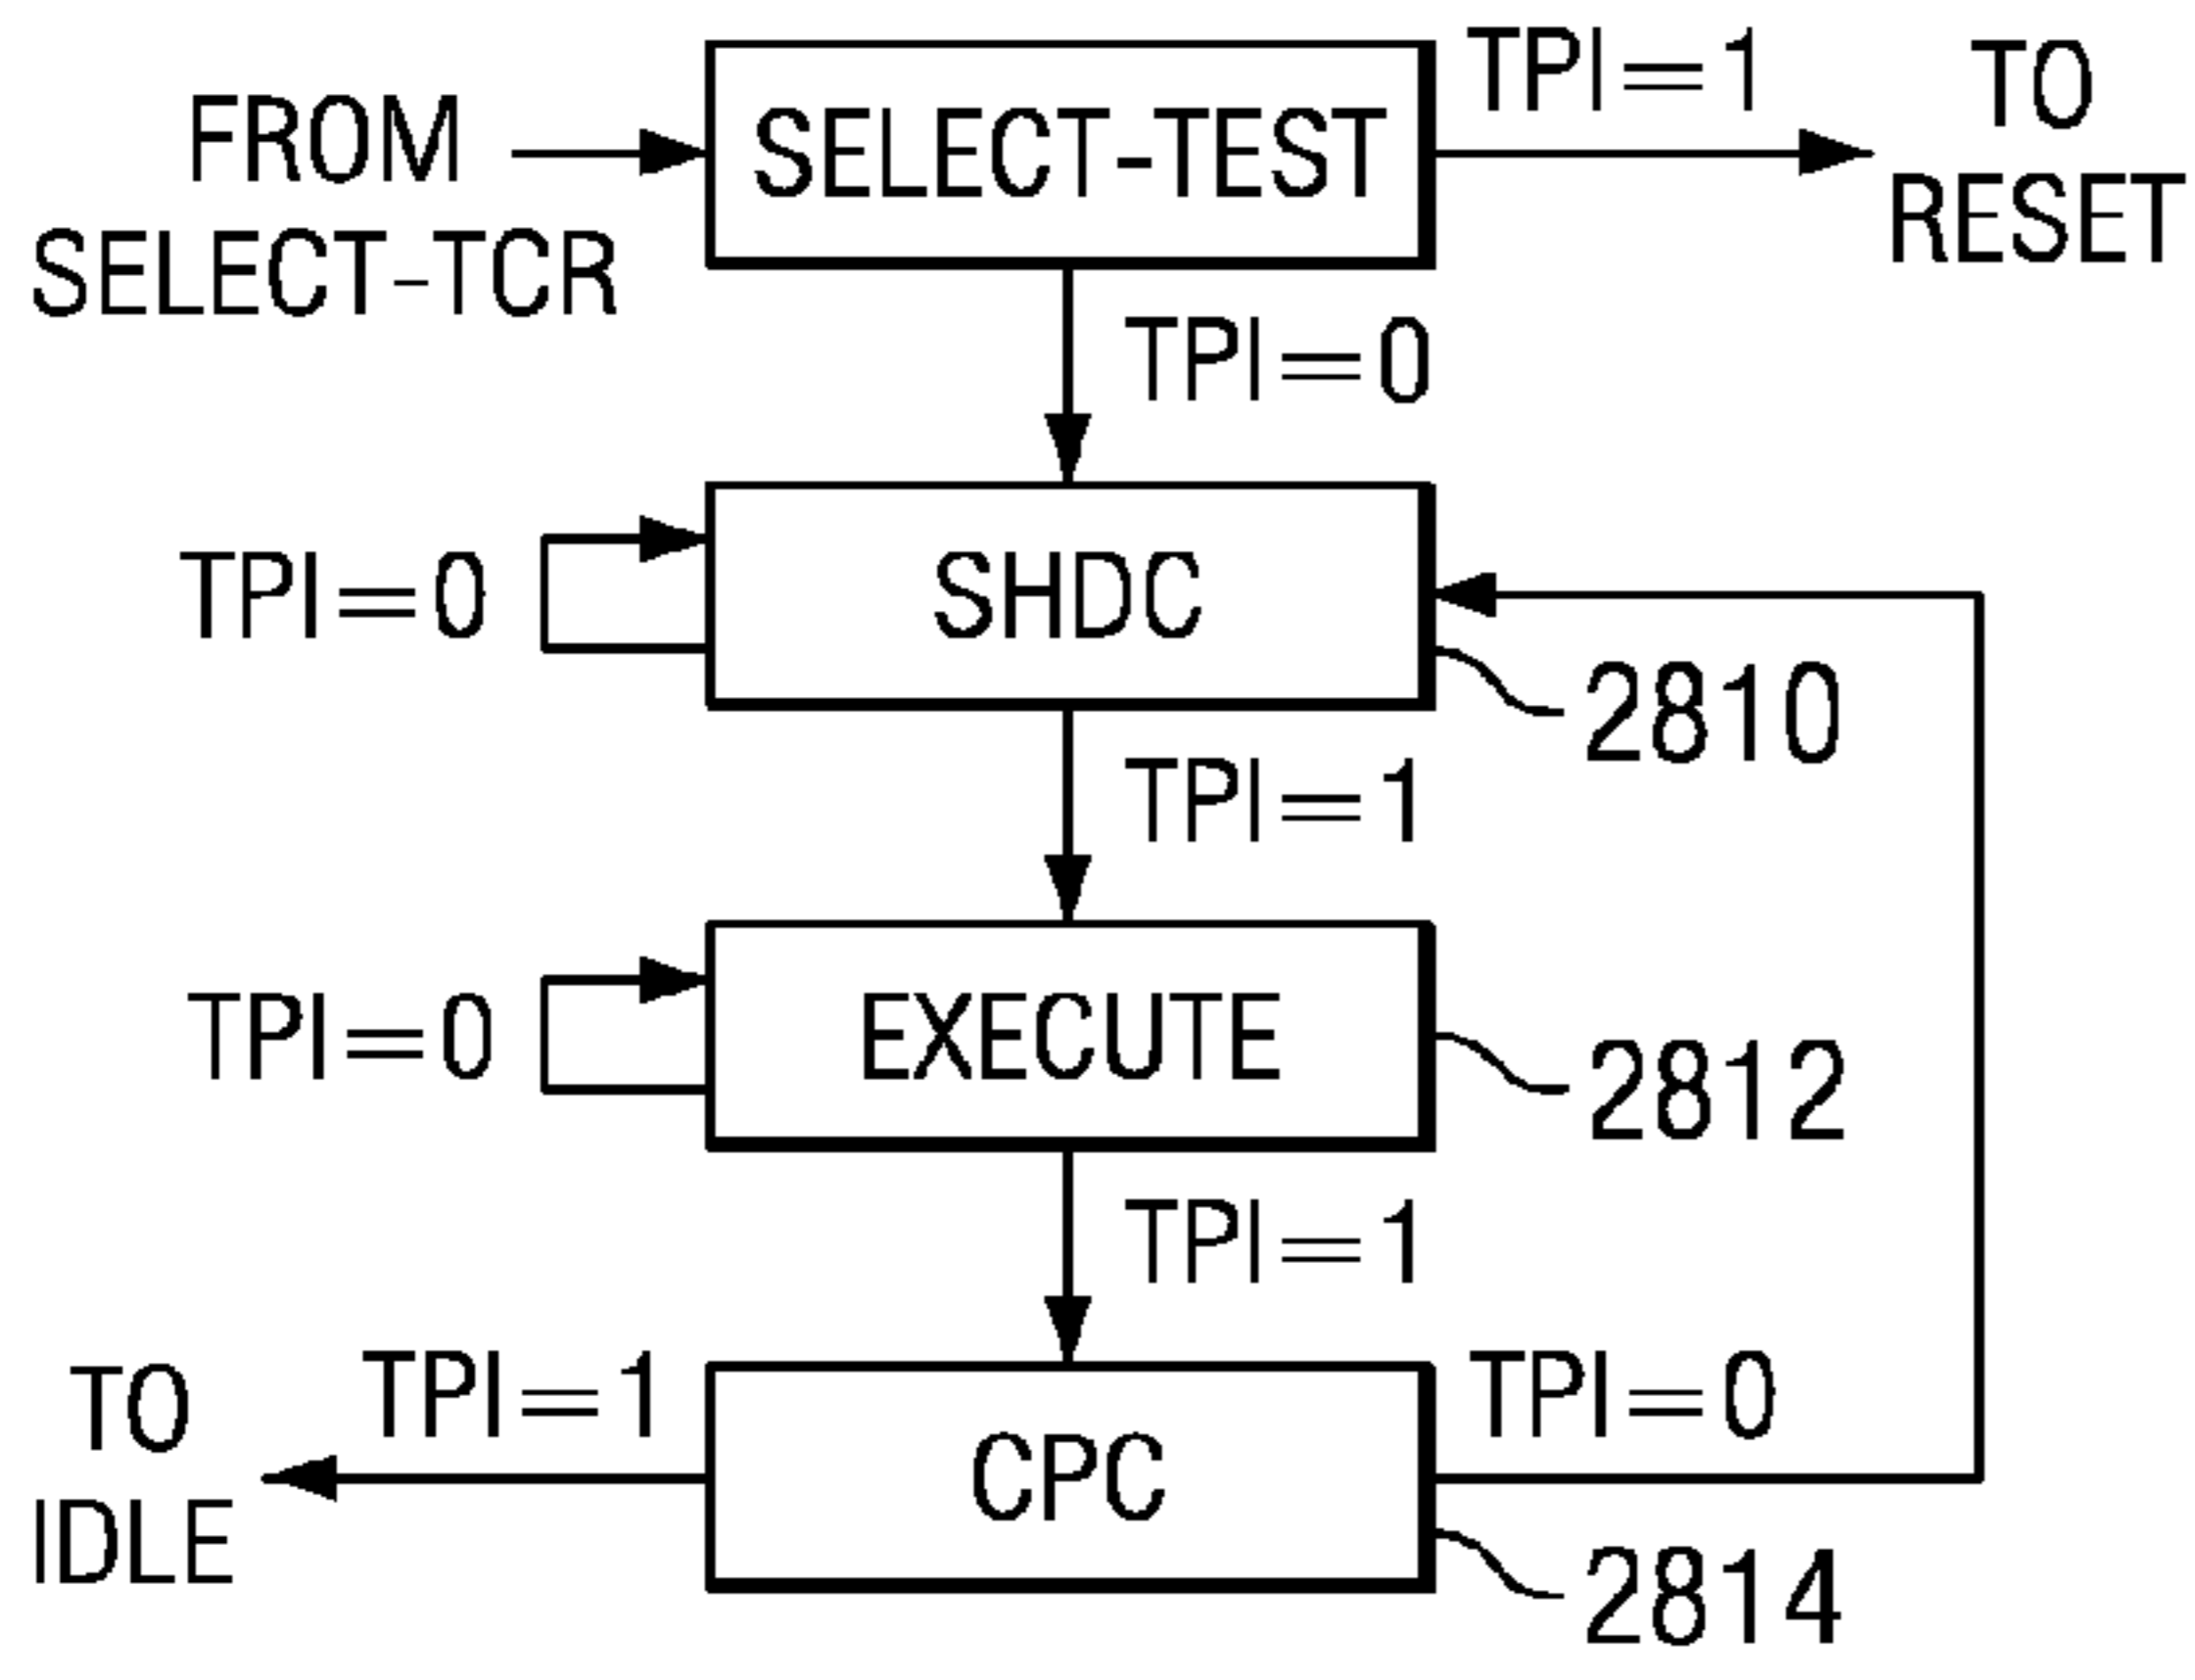 FROM
SELECT-TCR
SELECT-TEST
TPI=1
TO
RESET
TPI=0
TPI=0
SHDC
2810
TPI=1
TPI=0
EXECUTE
2812
TPI=1
TO
IDLE
TPI=1
CPC
TPI=0
2814